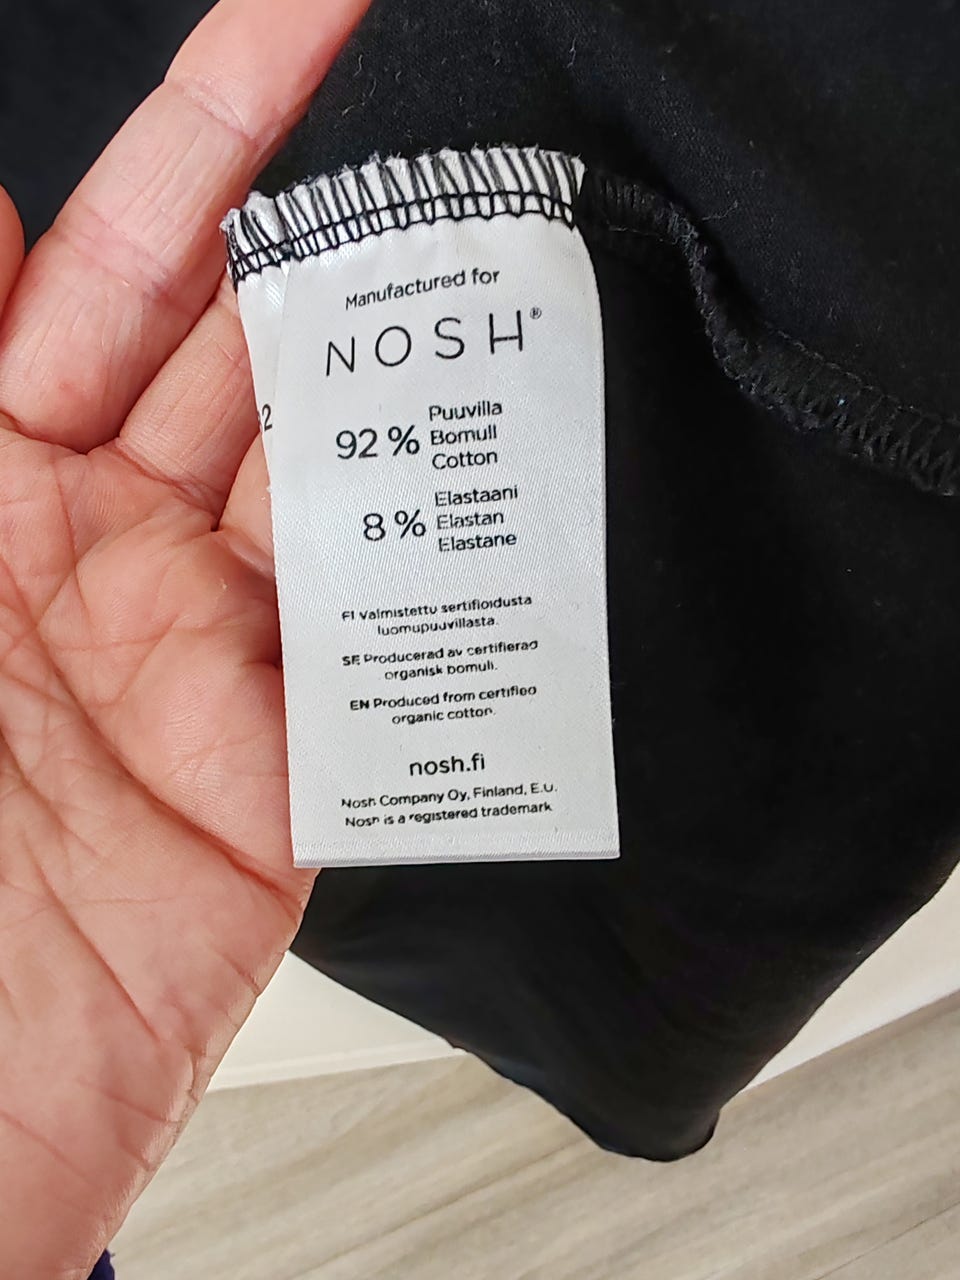 Manufactured for
NOSH®
92 % Puuvilla
Bomull
Cotton
8 % Elastaani
Elastan
Elastane
FI Valmistettu sertifioidusta
luomupuuvillasta.
SE Producerad av certifierad
organisk bomull.
EN Produced from certified
organic cotton.
nosh.fi
Nosh Company Oy, Finland, E.U.
Nosh is a registered trademark
2